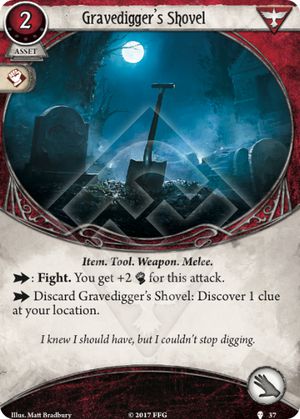 Gravedigger's Shovel
2
ASSET
Item. Tool. Weapon. Melee.
: Fight. You get +2 for this attack.
Discard Gravedigger's Shovel: Discover 1 clue
at your location.
I knew I should have, but I couldn't stop digging.
Illus. Matt Bradbury
© 2017 FFG
37